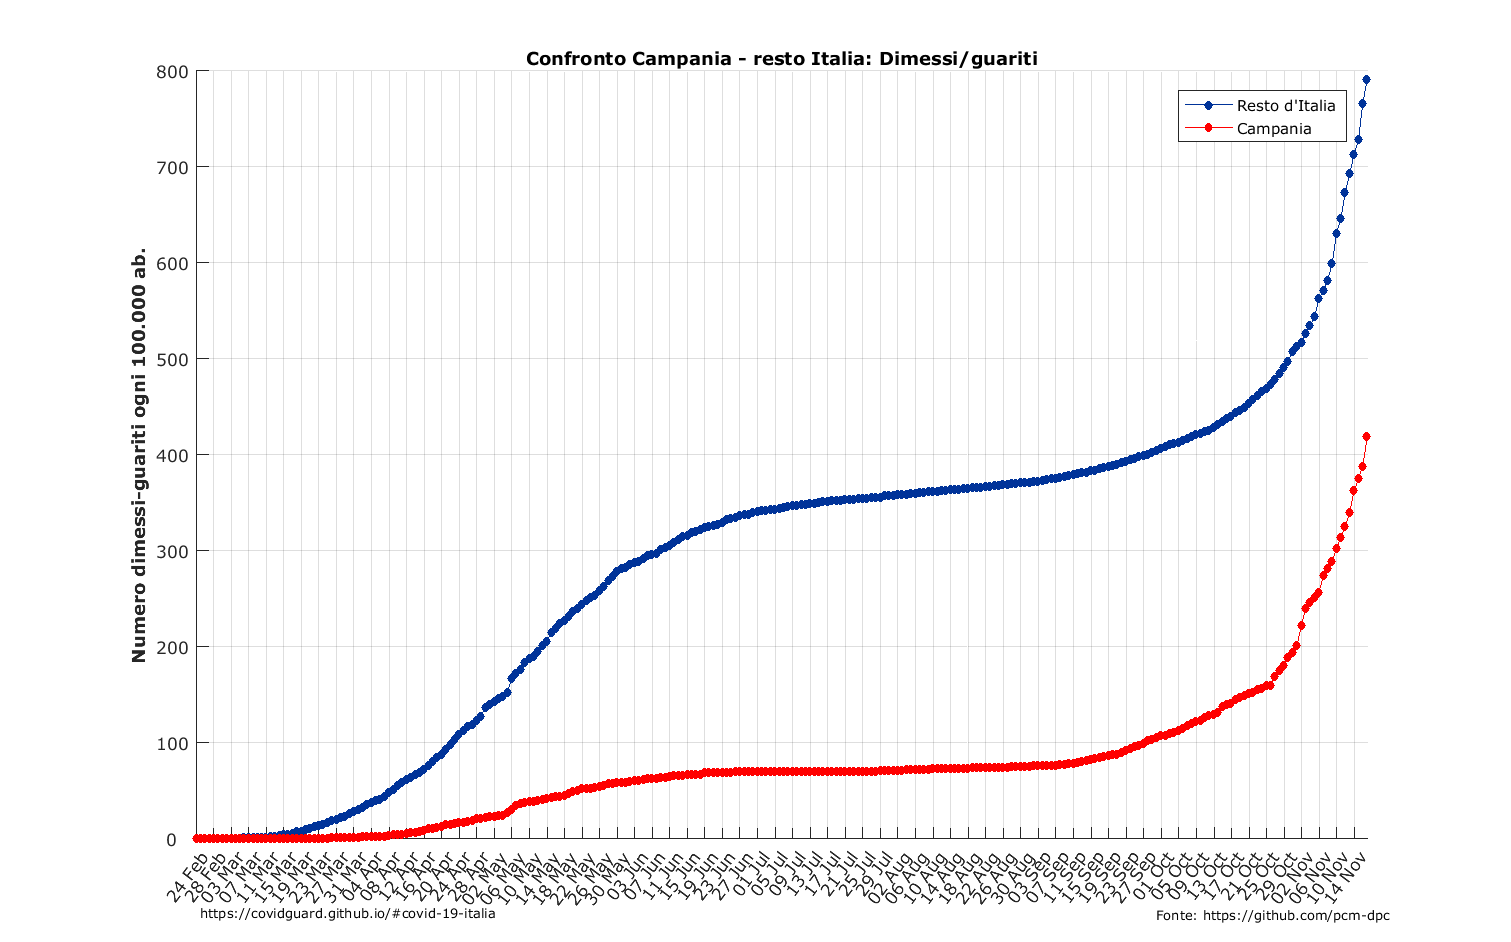 Confronto Campania - resto Italia: Dimessi/guariti
Numero dimessi-guariti ogni 100.000 ab.
800
700
600
500
400
300
200
100
0
Resto d'Italia
Campania
24 Feb
28 Feb
03 Mar
07 Mar
11 Mar
15 Mar
19 Mar
23 Mar
27 Mar
31 Mar
04 Apr
08 Apr
12 Apr
16 Apr
20 Apr
24 Apr
28 Apr
02 May
06 May
10 May
14 May
18 May
22 May
26 May
30 May
03 Jun
07 Jun
11 Jun
15 Jun
19 Jun
23 Jun
27 Jun
01 Jul
05 Jul
09 Jul
13 Jul
17 Jul
21 Jul
25 Jul
29 Jul
02 Aug
06 Aug
10 Aug
14 Aug
18 Aug
22 Aug
26 Aug
30 Aug
03 Sep
07 Sep
11 Sep
15 Sep
19 Sep
23 Sep
27 Sep
01 Oct
05 Oct
09 Oct
13 Oct
17 Oct
21 Oct
25 Oct
29 Oct
02 Nov
06 Nov
10 Nov
14 Nov
https://covidguard.github.io/#covid-19-italia
Fonte: https://github.com/pcm-dpc